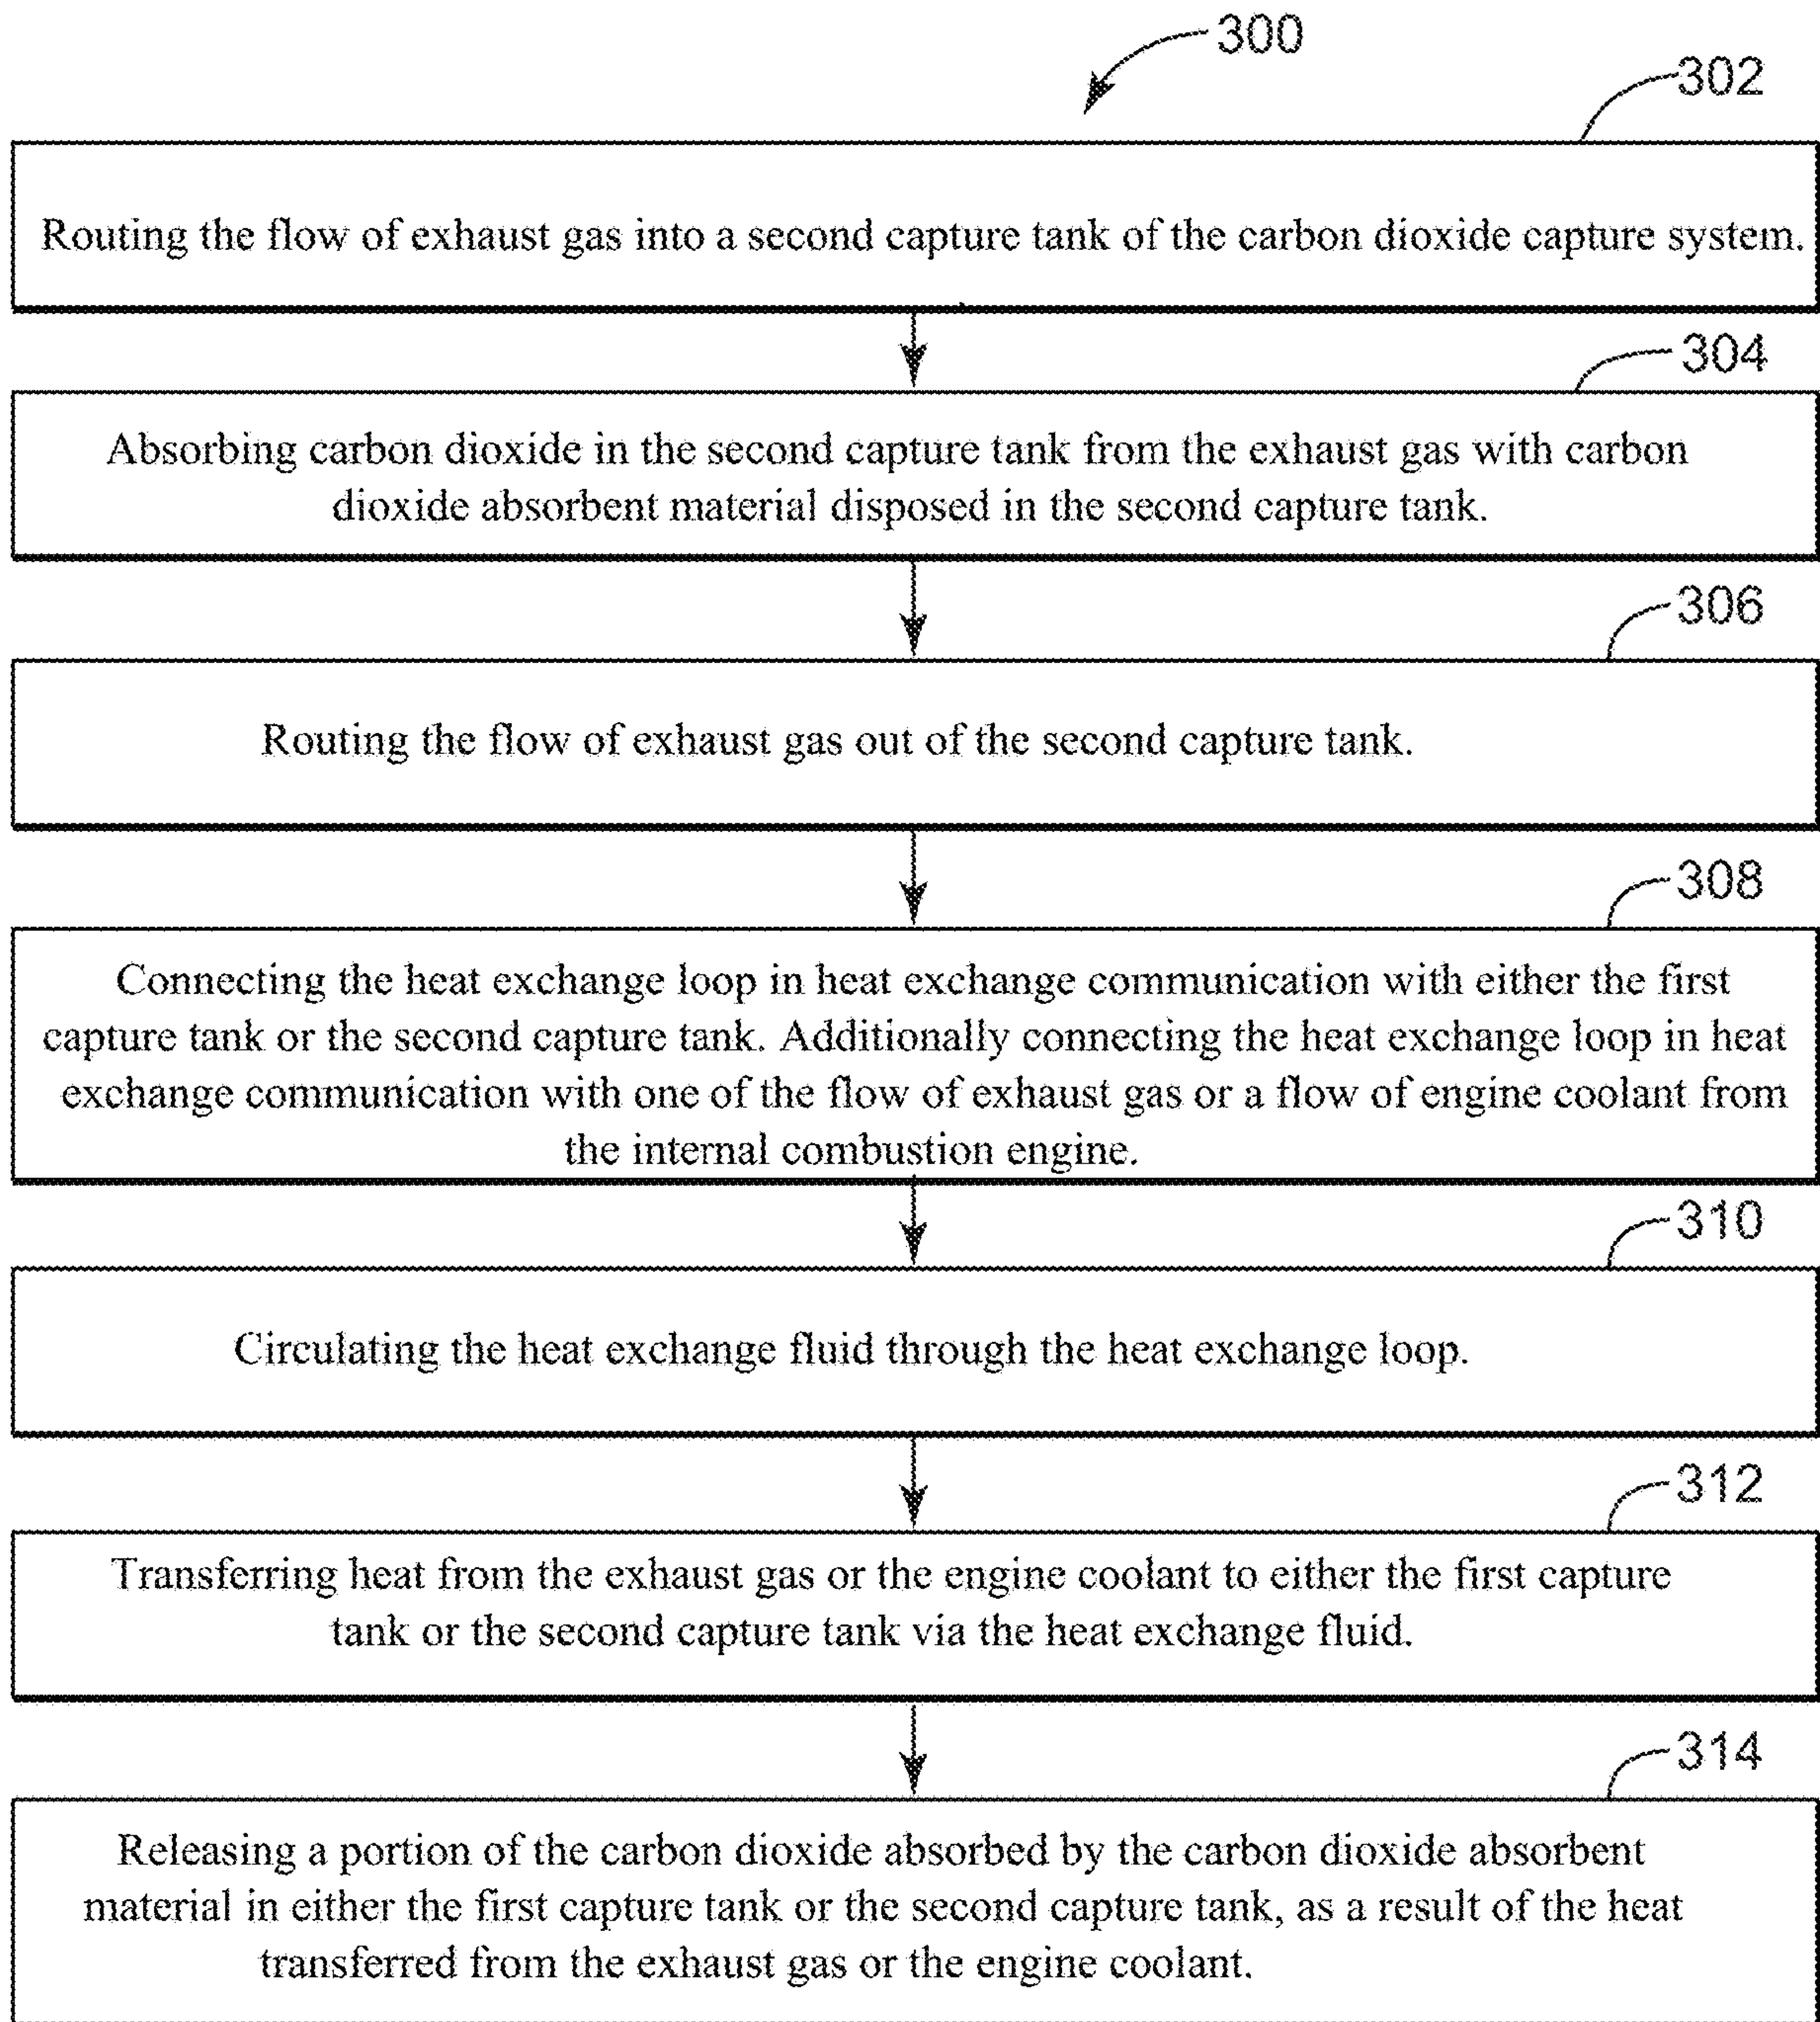 300
302
Routing the flow of exhaust gas into a second capture tank of the carbon dioxide capture system.
304
Absorbing carbon dioxide in the second capture tank from the exhaust gas with carbon
dioxide absorbent material disposed in the second capture tank.
306
Routing the flow of exhaust gas out of the second capture tank.
308
Connecting the heat exchange loop in heat exchange communication with either the first
capture tank or the second capture tank. Additionally connecting the heat exchange loop in heat
exchange communication with one of the flow of exhaust gas or a flow of engine coolant from
the internal combustion engine.
310
Circulating the heat exchange fluid through the heat exchange loop.
312
Transferring heat from the exhaust gas or the engine coolant to either the first capture
tank or the second capture tank via the heat exchange fluid.
314
Releasing a portion of the carbon dioxide absorbed by the carbon dioxide absorbent
material in either the first capture tank or the second capture tank, as a result of the heat
transferred from the exhaust gas or the engine coolant.